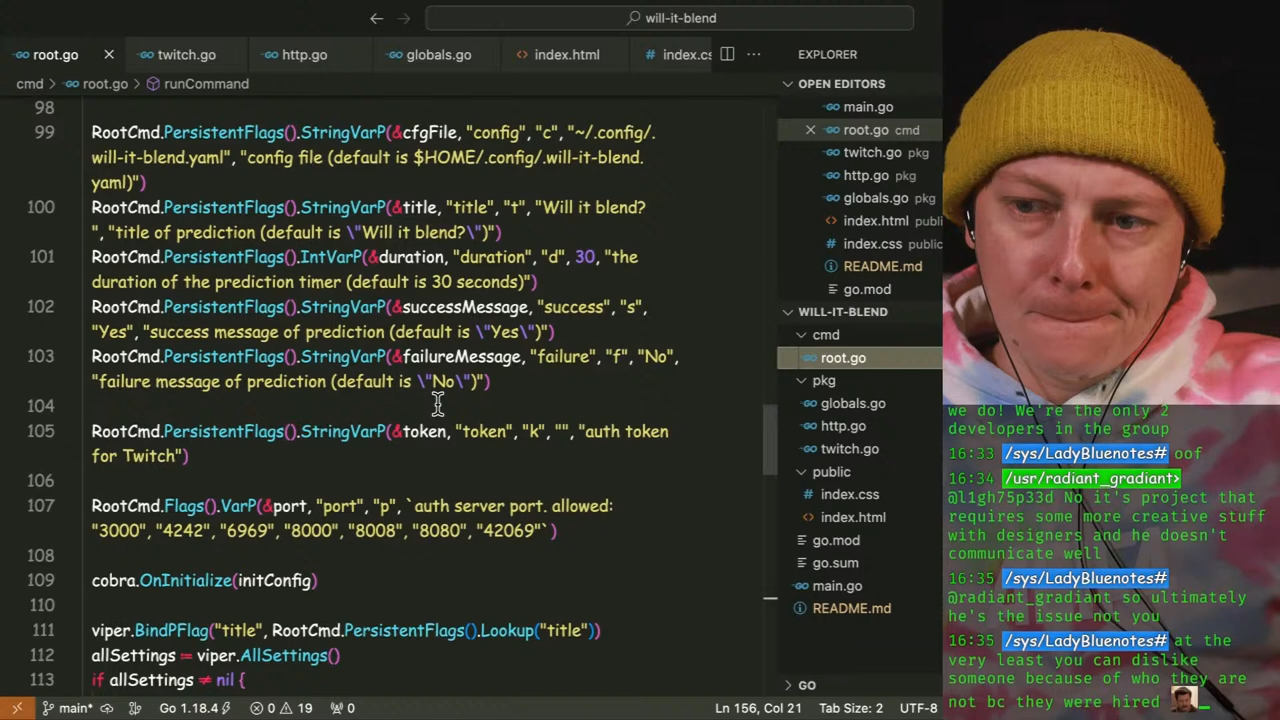 will-it-blend
root.go
twitch.go
http.go
globals.go
index.html
index.cs
EXPLORER
cmd > root.go > runCommand
98
99 RootCmd.PersistentFlags().StringVarP(&cfgFile, "config", "c", "~/.config/.
will-it-blend.yaml", "config file (default is $HOME/.config/.will-it-blend.
yaml)")
100 RootCmd.PersistentFlags().StringVarP(&title, "title", "t", "Will it blend?
", "title of prediction (default is \"Will it blend?\")")
101 RootCmd.PersistentFlags().IntVarP(&duration, "duration", "d", 30, "the
duration of the prediction timer (default is 30 seconds)")
102 RootCmd.PersistentFlags().StringVarP(&successMessage, "success", "s",
"Yes", "success message of prediction (default is \"Yes\")")
103 RootCmd.PersistentFlags().StringVarP(&failureMessage, "failure", "f", "No",
"failure message of prediction (default is \"No\")")
104
105 RootCmd.PersistentFlags().StringVarP(&token, "token", "k", "", "auth token
for Twitch")
106
107 RootCmd.Flags().VarP(&port, "port", "p", `auth server port. allowed:
"3000", "4242", "6969", "8000", "8008", "8080", "42069"`)
108
109 cobra.OnInitialize(initConfig)
110
111 viper.BindPFlag("title", RootCmd.PersistentFlags().Lookup("title"))
112 allSettings := viper.AllSettings()
113 if allSettings ≠ nil {
OPEN EDITORS
main.go
root.go cmd
twitch.go pkg
http.go pkg
globals.go pkg
index.html public
index.css public
README.md
go.mod
WILL-IT-BLEND
cmd
root.go
pkg
globals.go
http.go
twitch.go
public
index.css
index.html
go.mod
go.sum
main.go
README.md
GO
main*
Go 1.18.4
0
19
0
Ln 156, Col 21
Tab Size: 2
UTF-8
we do! We're the only 2
developers in the group
16:33 /sys/LadyBluenotes# oof
16:34 /usr/radiant_gradiant>
@l1gh75p33d No it's project that
requires some more creative stuff
with designers and he doesn't
communicate well
16:35 /sys/LadyBluenotes#
@radiant_gradiant so ultimately
he's the issue not you
16:35 /sys/LadyBluenotes# at the
very least you can dislike
someone because of who they are
not bc they were hired